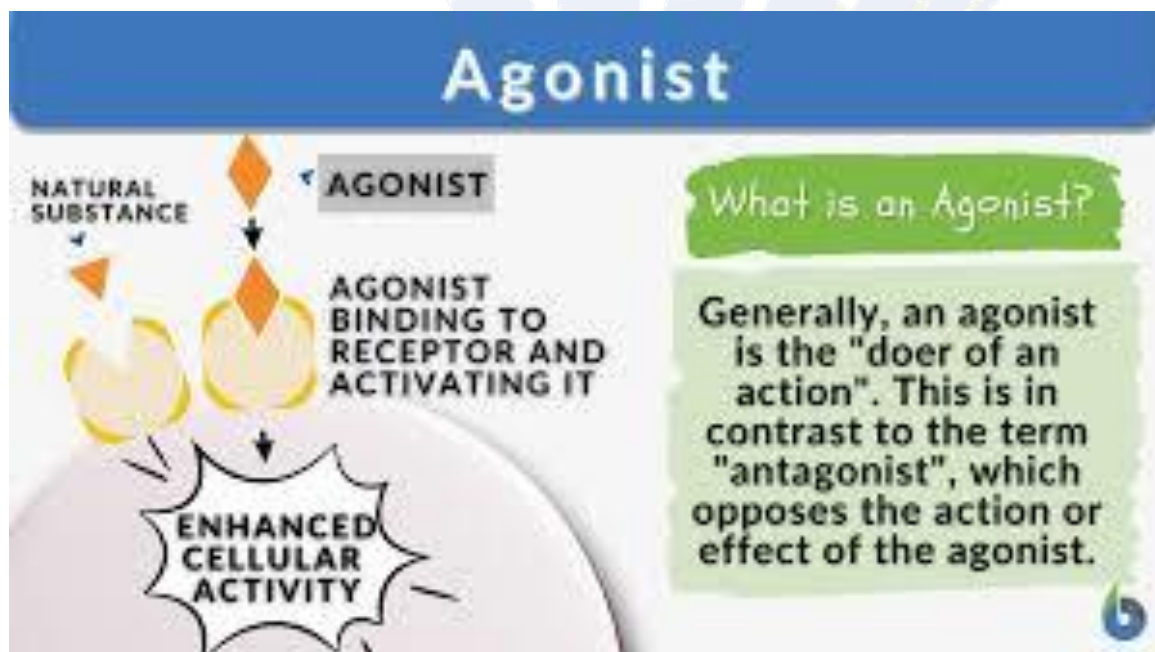 Agonist
NATURAL
SUBSTANCE
AGONIST
AGONIST
BINDING TO
RECEPTOR AND
ACTIVATING IT
ENHANCED
CELLULAR
ACTIVITY
What is an Agonist?
Generally, an agonist
is the "doer of an
action". This is in
contrast to the term
"antagonist", which
opposes the action or
effect of the agonist.